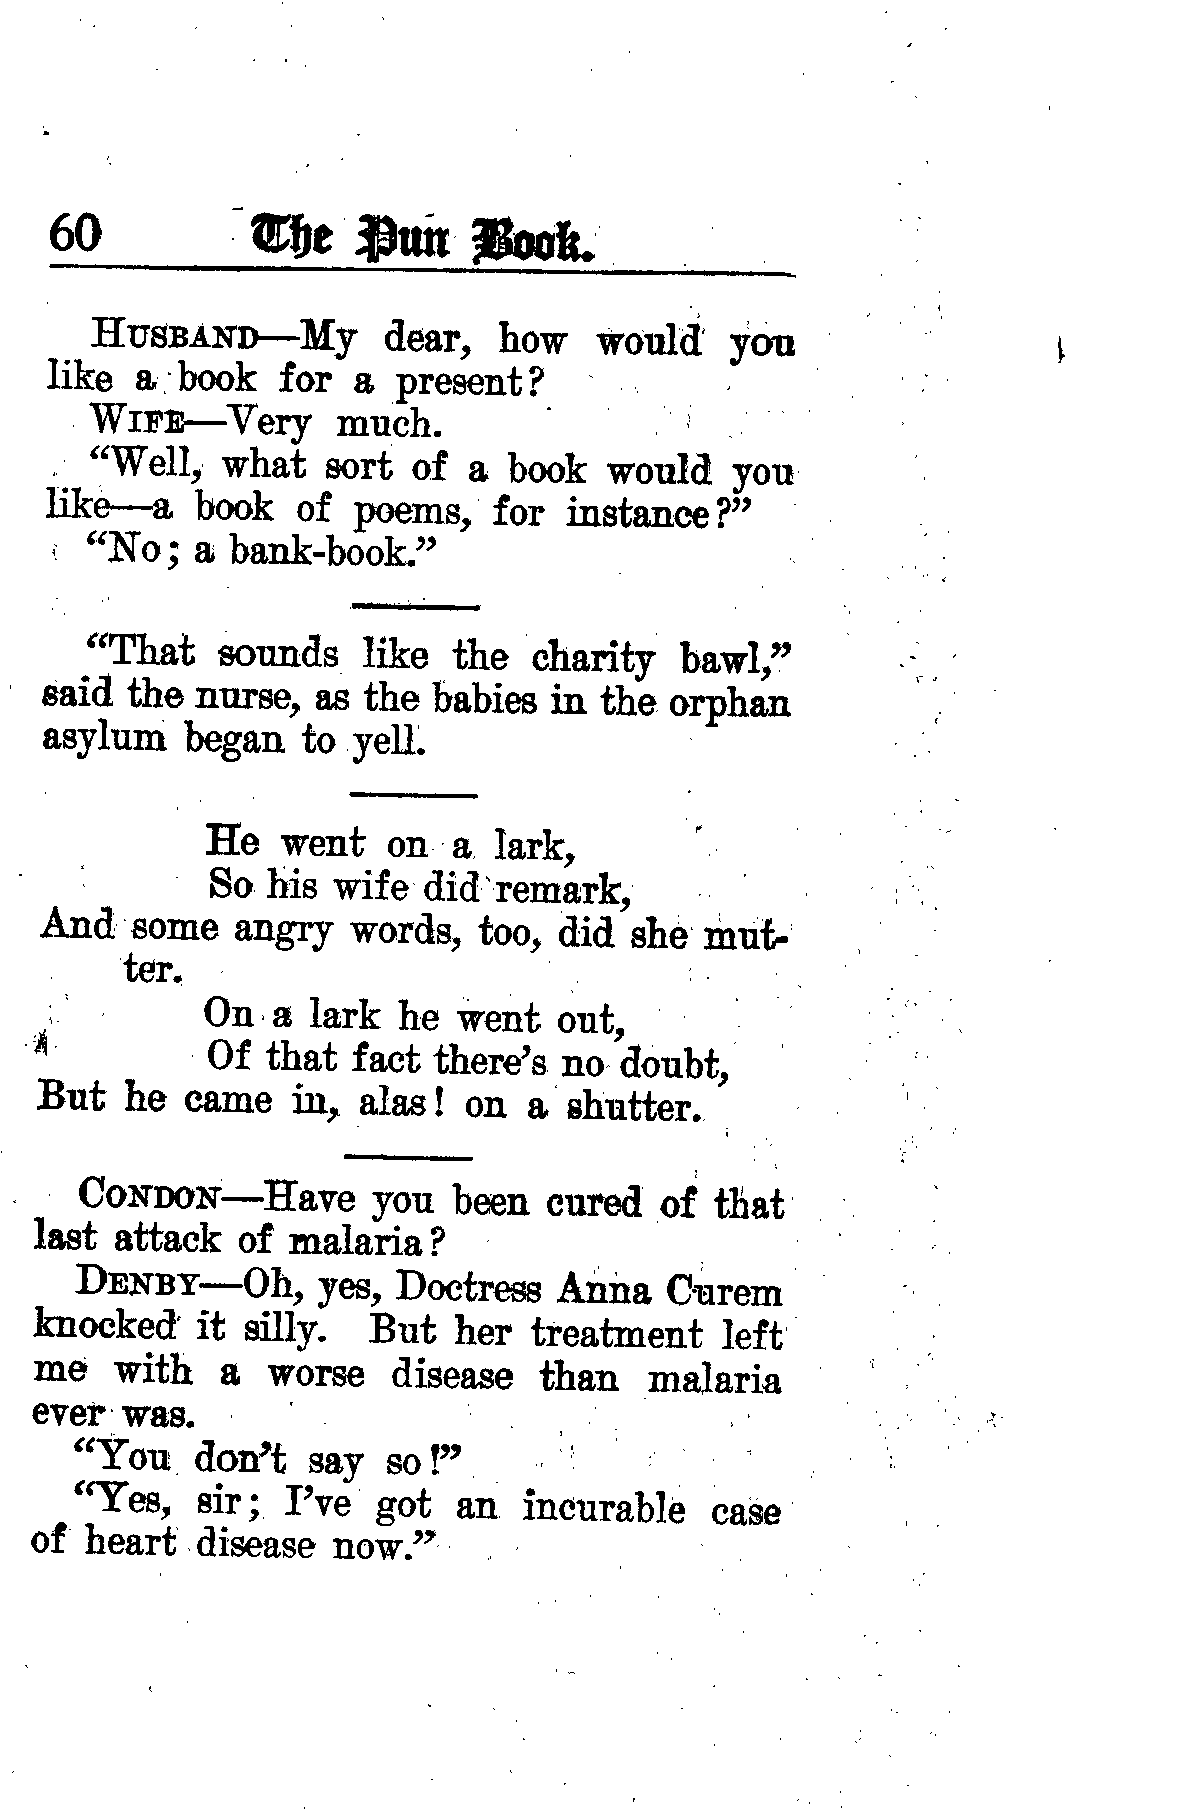 60 The Pun Book.
HUSBAND—My dear, how would you
like a book for a present?
WIFE—Very much.
“Well, what sort of a book would you
like—a book of poems, for instance?”
“No; a bank-book.”
“That sounds like the charity bawl,”
said the nurse, as the babies in the orphan
asylum began to yell.
He went on a lark,
So his wife did remark,
And some angry words, too, did she mut-
ter.
On a lark he went out,
Of that fact there’s no doubt,
But he came in, alas! on a shutter.
CONDON—Have you been cured of that
last attack of malaria?
DENBY—Oh, yes, Doctress Anna Curem
knocked it silly. But her treatment left
me with a worse disease than malaria
ever was.
“You don’t say so!”
“Yes, sir; I’ve got an incurable case
of heart disease now.”